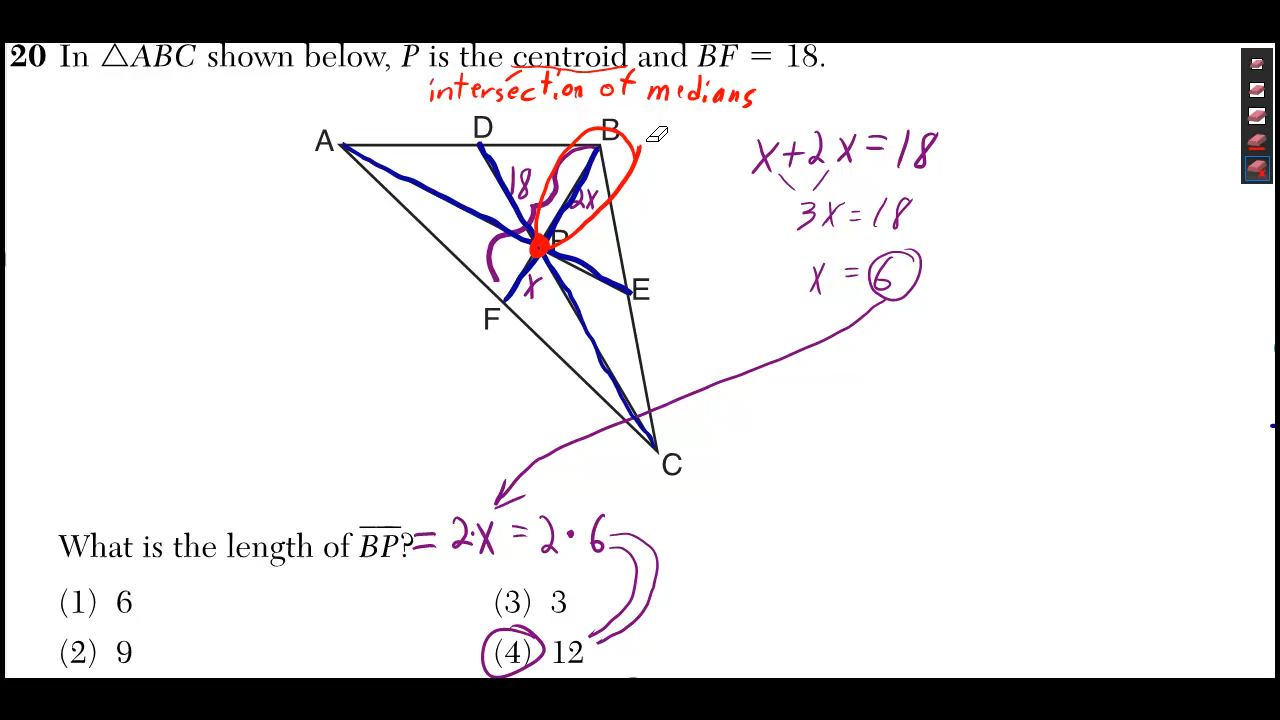 20 In △ABC shown below, P is the centroid and BF = 18.
intersection of medians
A D B
x+2x=18
18 2x
3x=18
P
x = 6
x E
F
C
What is the length of BP? = 2·x = 2·6
(1) 6 (3) 3
(2) 9 (4) 12